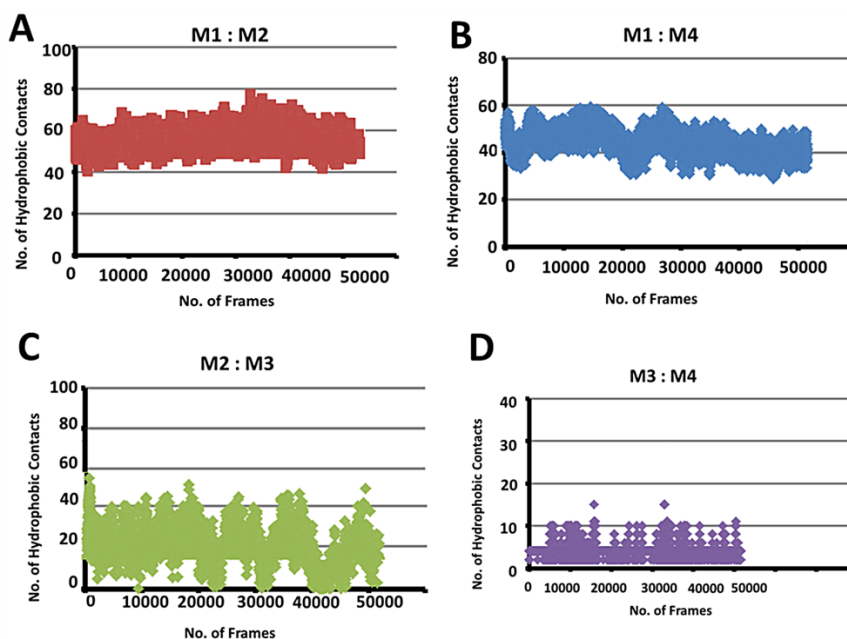 A
M1 : M2
100
80
60
40
20
0
No. of Hydrophobic Contacts
0 10000 20000 30000 40000 50000
No. of Frames
B
M1 : M4
80
60
40
20
0
No. of Hydrophobic Contacts
0 10000 20000 30000 40000 50000
No. of Frames
C
M2 : M3
100
80
60
40
20
0
No. of Hydrophobic Contacts
0 10000 20000 30000 40000 50000
No. of Frames
D
M3 : M4
40
30
20
10
0
No. of Hydrophobic Contacts
0 10000 20000 30000 40000 50000
No. of Frames